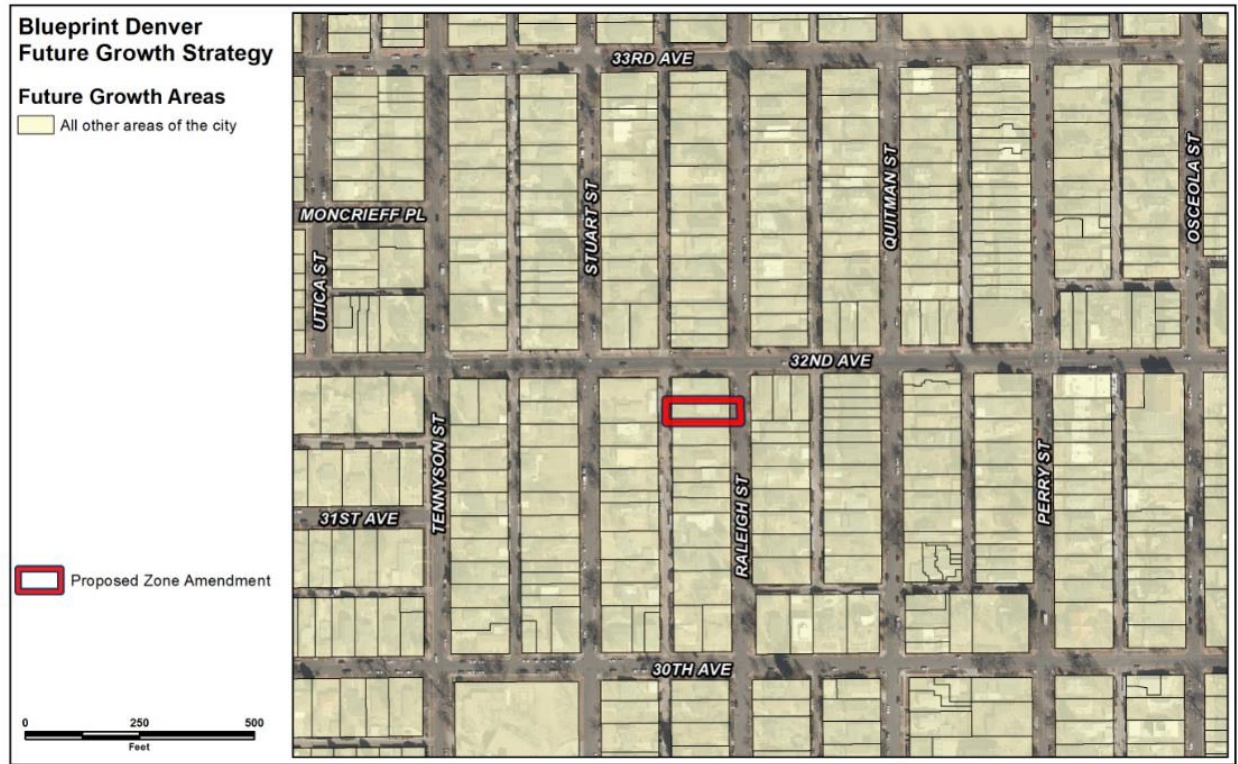 Blueprint Denver
Future Growth Strategy
Future Growth Areas
All other areas of the city
Proposed Zone Amendment
0 250 500
Feet
33RD AVE
MONCRIEFF PL
UTICA ST
STUART ST
QUITMAN ST
OSCEOLA ST
32ND AVE
TENNYSON ST
31ST AVE
RALEIGH ST
PERRY ST
30TH AVE